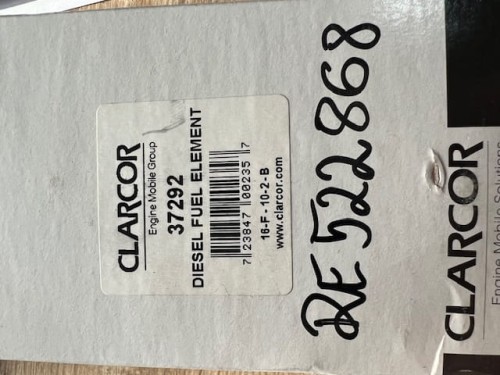 CLARCOR
Engine Mobile Group
37292
DIESEL FUEL ELEMENT
7 23847 00235 7
16-F-10-2-B
www.clarcor.com
RE522868
CLARCOR
Engine Mobile Solutions